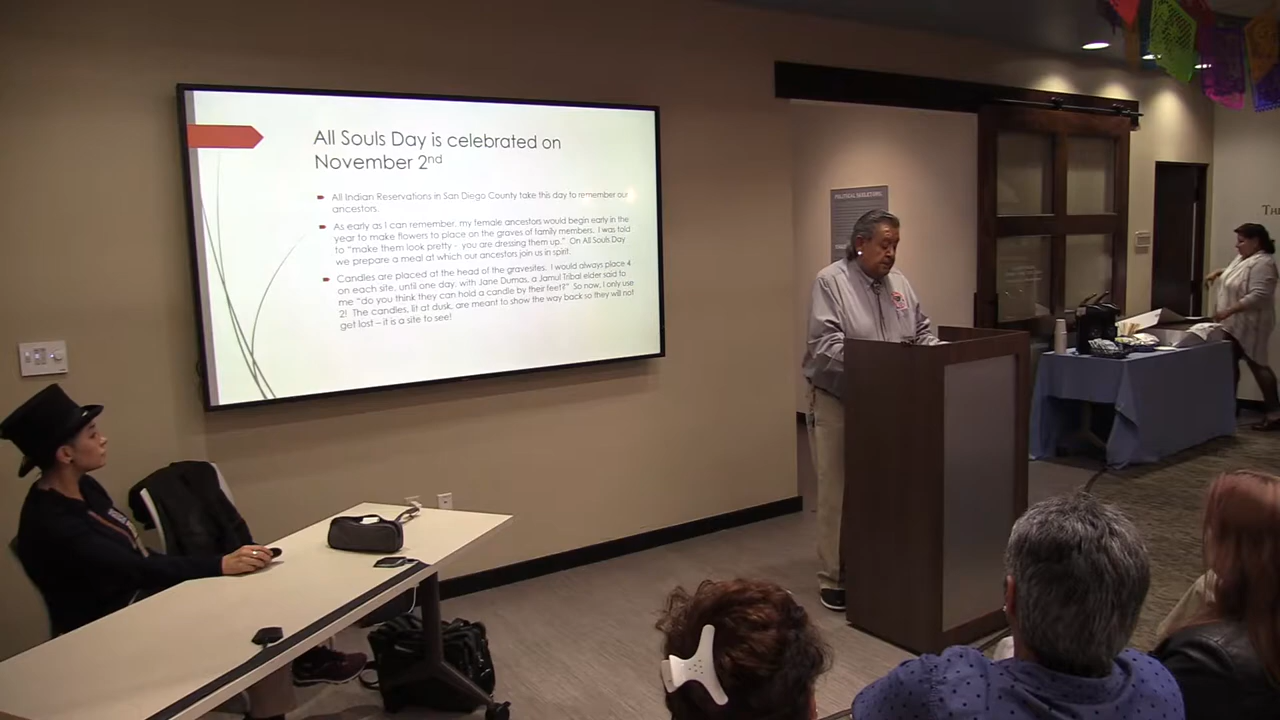 All Souls Day is celebrated on
November 2nd
All Indian Reservations in San Diego County take this day to remember our
ancestors.
As early as I can remember, my female ancestors would begin early in the
year to make flowers to place on the graves of family members. I was told
to "make them look pretty - you are dressing them up." On All Souls Day
we prepare a meal at which our ancestors join us in spirit.
Candles are placed at the head of the gravesites. I would always place 4
on each site, until one day, with Jane Dumas, a Jamul Tribal elder said to
me "do you think they can hold a candle by their feet?" So now, I only use
2! The candles, lit at dusk, are meant to show the way back so they will not
get lost – it is a site to see!
POLITICAL SKELETONS